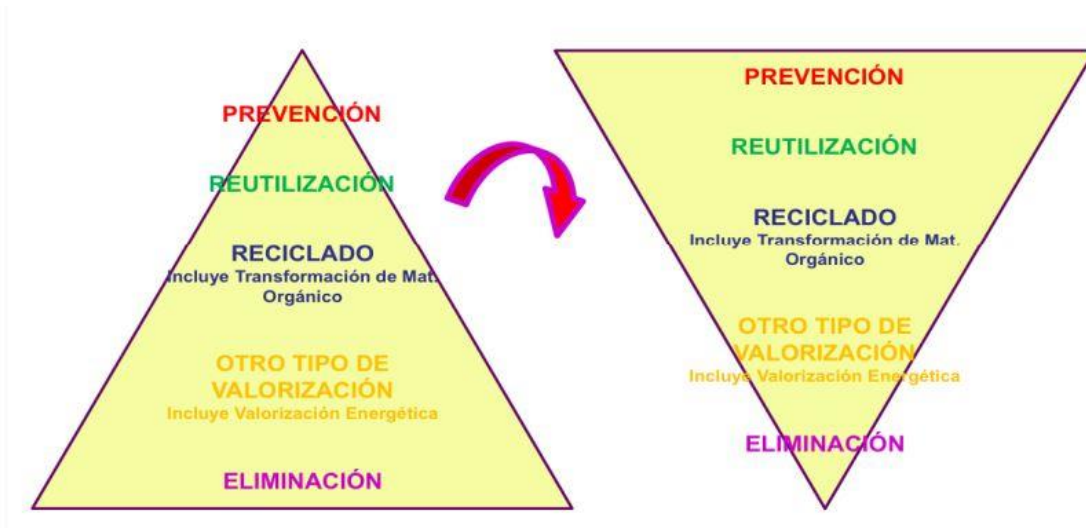 PREVENCIÓN
REUTILIZACIÓN
RECICLADO
Incluye Transformación de Mat.
Orgánico
OTRO TIPO DE
VALORIZACIÓN
Incluye Valorización Energética
ELIMINACIÓN
PREVENCIÓN
REUTILIZACIÓN
RECICLADO
Incluye Transformación de Mat.
Orgánico
OTRO TIPO DE
VALORIZACIÓN
Incluye Valorización Energética
ELIMINACIÓN